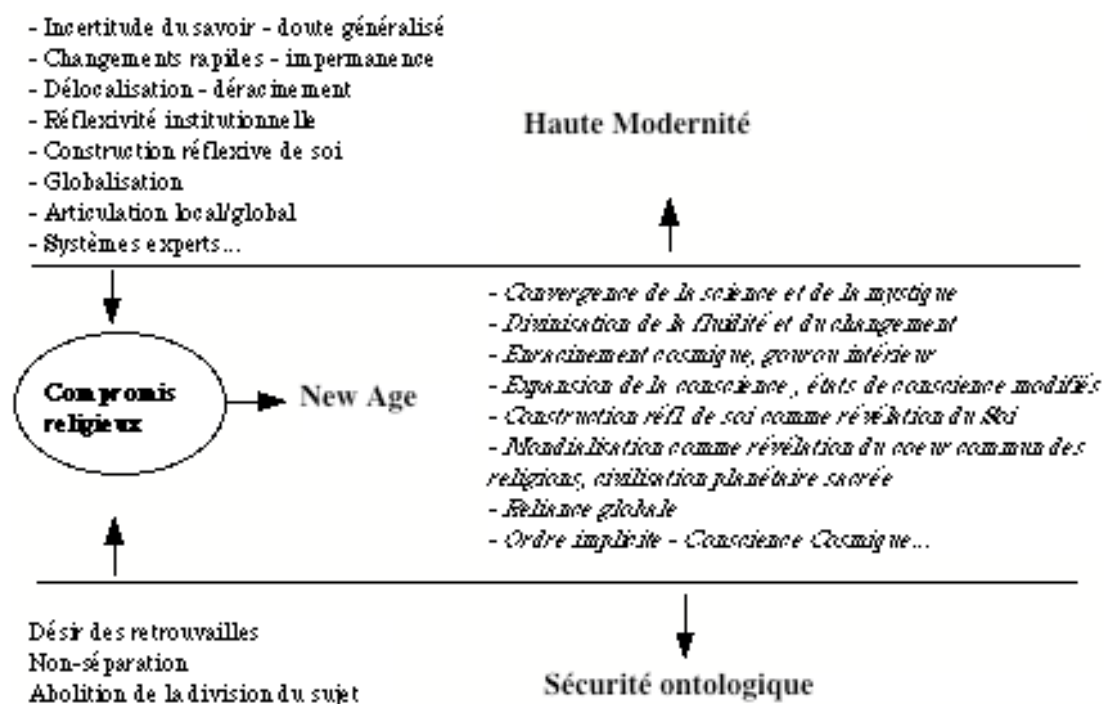 - Incertitude du savoir - doute généralisé
- Changements rapides - impermanence
- Délocalisation - déracinement
- Réflexivité institutionnelle
- Construction réflexive de soi
- Globalisation
- Articulation local/global
- Systèmes experts...
Haute Modernité
Compromis
religieux
New Age
- Convergence de la science et de la mystique
- Divinisation de la fluidité et du changement
- Enracinement cosmique, gourou intérieur
- Expansion de la conscience, états de conscience modifiés
- Construction réfl de soi comme révélation du Soi
- Mondialisation comme révélation du coeur commun des
religions, civilisation planétaire sacrée
- Reliance globale
- Ordre implicite - Conscience Cosmique...
Désir des retrouvailles
Non-séparation
Abolition de la division du sujet
Sécurité ontologique